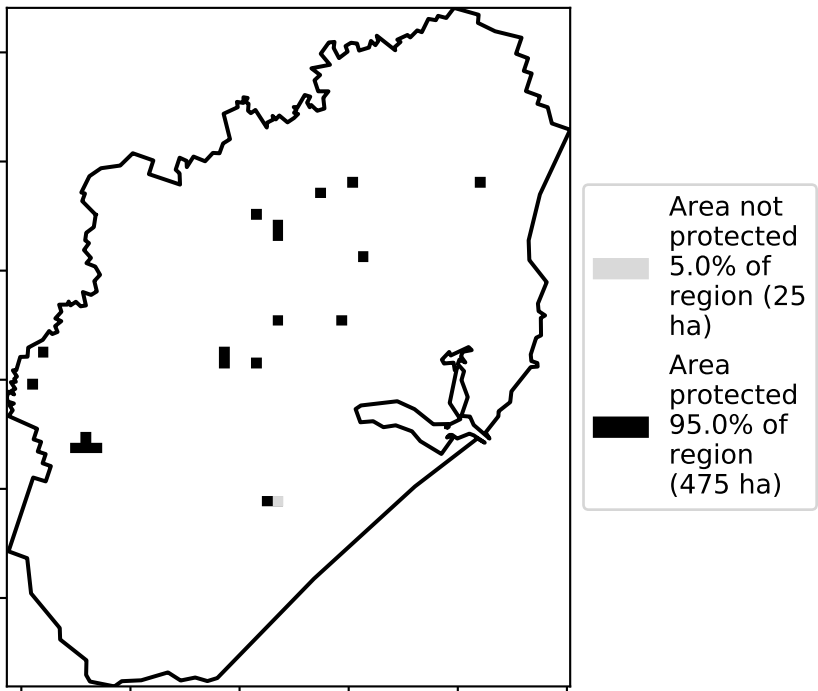 Area not
protected
5.0% of
region (25
ha)
Area
protected
95.0% of
region
(475 ha)